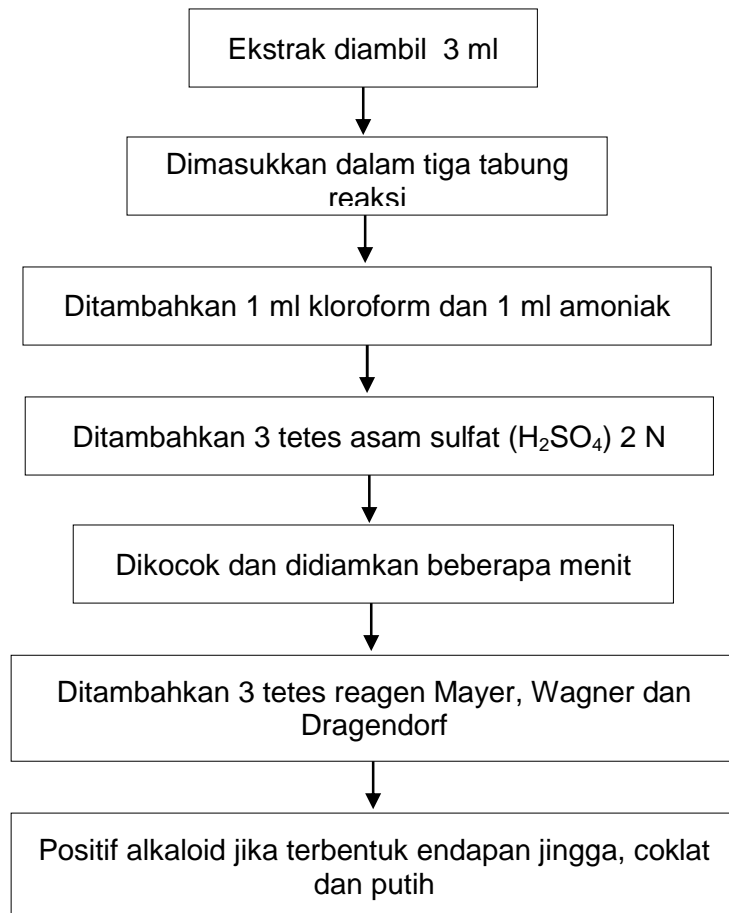 Ekstrak diambil  3 ml
Dimasukkan dalam tiga tabung
reaksi
Ditambahkan 1 ml kloroform dan 1 ml amoniak
Ditambahkan 3 tetes asam sulfat (H₂SO₄) 2 N
Dikocok dan didiamkan beberapa menit
Ditambahkan 3 tetes reagen Mayer, Wagner dan
Dragendorf
Positif alkaloid jika terbentuk endapan jingga, coklat
dan putih